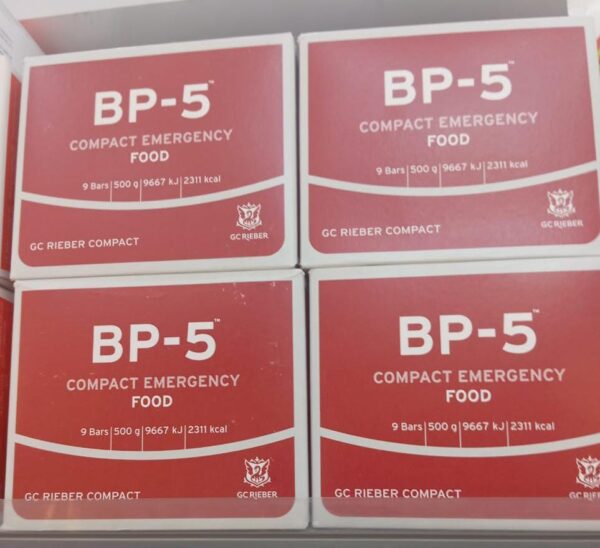 BP-5™
COMPACT EMERGENCY
FOOD
9 Bars | 500 g | 9667 kJ | 2311 kcal
GC RIEBER COMPACT
GC RIEBER
BP-5™
COMPACT EMERGENCY
FOOD
9 Bars | 500 g | 9667 kJ | 2311 kcal
GC RIEBER COMPACT
GC RIEBER
BP-5™
COMPACT EMERGENCY
FOOD
9 Bars | 500 g | 9667 kJ | 2311 kcal
GC RIEBER COMPACT
GC RIEBER
BP-5™
COMPACT EMERGENCY
FOOD
9 Bars | 500 g | 9667 kJ | 2311 kcal
GC RIEBER COMPACT
GC RIEB